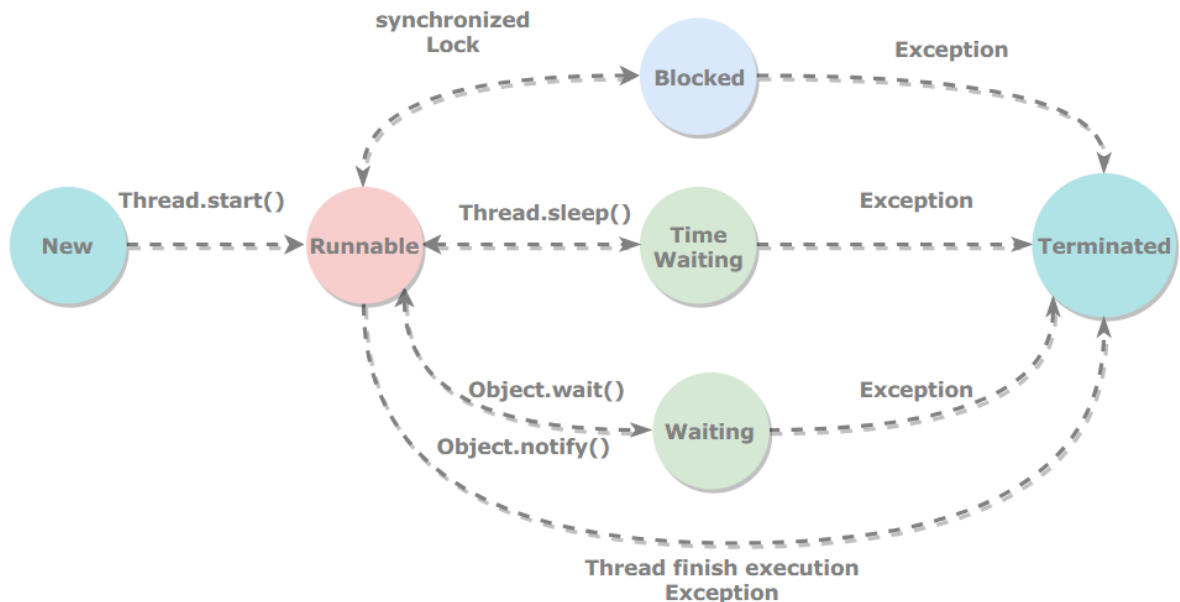 synchronized
Lock
Blocked
Exception
Thread.start()
Thread.sleep()
Exception
New
Runnable
Time
Waiting
Terminated
Object.wait()
Exception
Waiting
Object.notify()
Thread finish execution
Exception